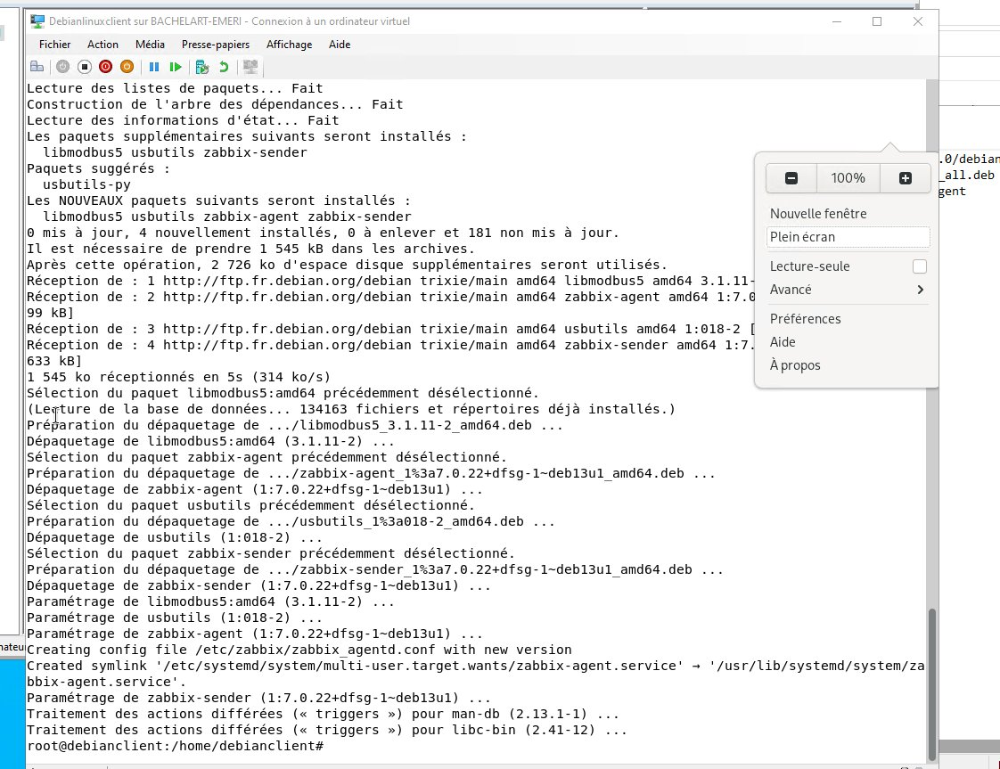 Debianlinuxclient sur BACHELART-EMERI - Connexion à un ordinateur virtuel
Fichier Action Média Presse-papiers Affichage Aide
Lecture des listes de paquets... Fait
Construction de l'arbre des dépendances... Fait
Lecture des informations d'état... Fait
Les paquets supplémentaires suivants seront installés :
libmodbus5 usbutils zabbix-sender
Paquets suggérés :
usbutils-py
Les NOUVEAUX paquets suivants seront installés :
libmodbus5 usbutils zabbix-agent zabbix-sender
0 mis à jour, 4 nouvellement installés, 0 à enlever et 181 non mis à jour.
Il est nécessaire de prendre 1 545 kB dans les archives.
Après cette opération, 2 726 ko d'espace disque supplémentaires seront utilisés.
Réception de : 1 http://ftp.fr.debian.org/debian trixie/main amd64 libmodbus5 amd64 3.1.11-
Réception de : 2 http://ftp.fr.debian.org/debian trixie/main amd64 zabbix-agent amd64 1:7.0
99 kB]
Réception de : 3 http://ftp.fr.debian.org/debian trixie/main amd64 usbutils amd64 1:018-2 [
Réception de : 4 http://ftp.fr.debian.org/debian trixie/main amd64 zabbix-sender amd64 1:7.
633 kB]
1 545 ko réceptionnés en 5s (314 ko/s)
Sélection du paquet libmodbus5:amd64 précédemment désélectionné.
(Lecture de la base de données... 134163 fichiers et répertoires déjà installés.)
Préparation du dépaquetage de .../libmodbus5_3.1.11-2_amd64.deb ...
Dépaquetage de libmodbus5:amd64 (3.1.11-2) ...
Sélection du paquet zabbix-agent précédemment désélectionné.
Préparation du dépaquetage de .../zabbix-agent_1%3a7.0.22+dfsg-1~deb13u1_amd64.deb ...
Dépaquetage de zabbix-agent (1:7.0.22+dfsg-1~deb13u1) ...
Sélection du paquet usbutils précédemment désélectionné.
Préparation du dépaquetage de .../usbutils_1%3a018-2_amd64.deb ...
Dépaquetage de usbutils (1:018-2) ...
Sélection du paquet zabbix-sender précédemment désélectionné.
Préparation du dépaquetage de .../zabbix-sender_1%3a7.0.22+dfsg-1~deb13u1_amd64.deb ...
Dépaquetage de zabbix-sender (1:7.0.22+dfsg-1~deb13u1) ...
Paramétrage de libmodbus5:amd64 (3.1.11-2) ...
Paramétrage de usbutils (1:018-2) ...
Paramétrage de zabbix-agent (1:7.0.22+dfsg-1~deb13u1) ...
Creating config file /etc/zabbix/zabbix_agentd.conf with new version
Created symlink '/etc/systemd/system/multi-user.target.wants/zabbix-agent.service' → '/usr/lib/systemd/system/za
bbix-agent.service'.
Paramétrage de zabbix-sender (1:7.0.22+dfsg-1~deb13u1) ...
Traitement des actions différées (« triggers ») pour man-db (2.13.1-1) ...
Traitement des actions différées (« triggers ») pour libc-bin (2.41-12) ...
root@debianclient:/home/debianclient#
100%
Nouvelle fenêtre
Plein écran
Lecture-seule
Avancé
Préférences
Aide
À propos
.0/debian
_all.deb
gent
nateu